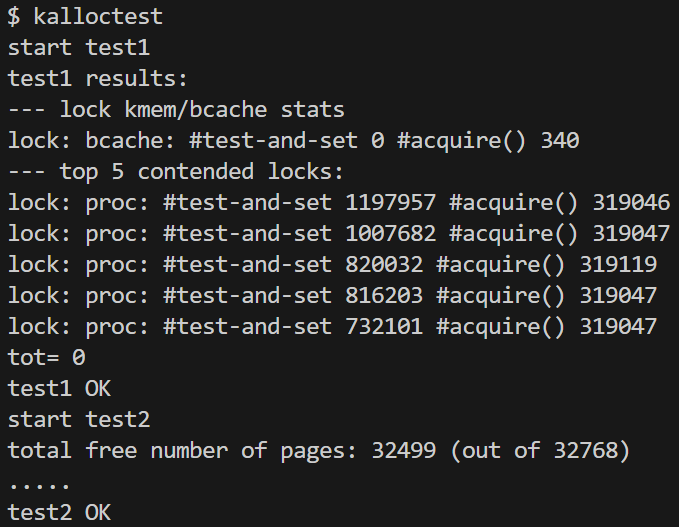 $ kalloctest
start test1
test1 results:
--- lock kmem/bcache stats
lock: bcache: #test-and-set 0 #acquire() 340
--- top 5 contended locks:
lock: proc: #test-and-set 1197957 #acquire() 319046
lock: proc: #test-and-set 1007682 #acquire() 319047
lock: proc: #test-and-set 820032 #acquire() 319119
lock: proc: #test-and-set 816203 #acquire() 319047
lock: proc: #test-and-set 732101 #acquire() 319047
tot= 0
test1 OK
start test2
total free number of pages: 32499 (out of 32768)
.....
test2 OK